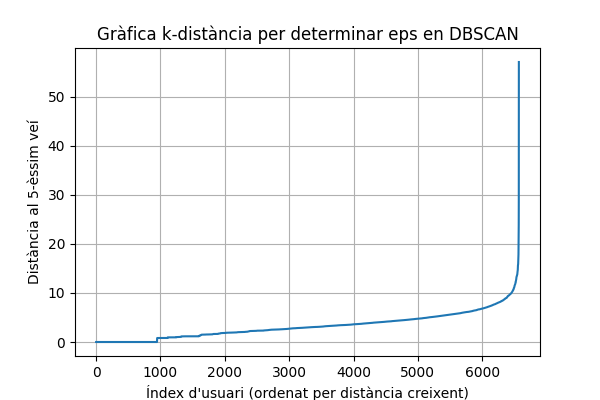 Gràfica k-distància per determinar eps en DBSCAN
Distància al 5-èssim veí
50
40
30
20
10
0
0 1000 2000 3000 4000 5000 6000
Índex d'usuari (ordenat per distància creixent)